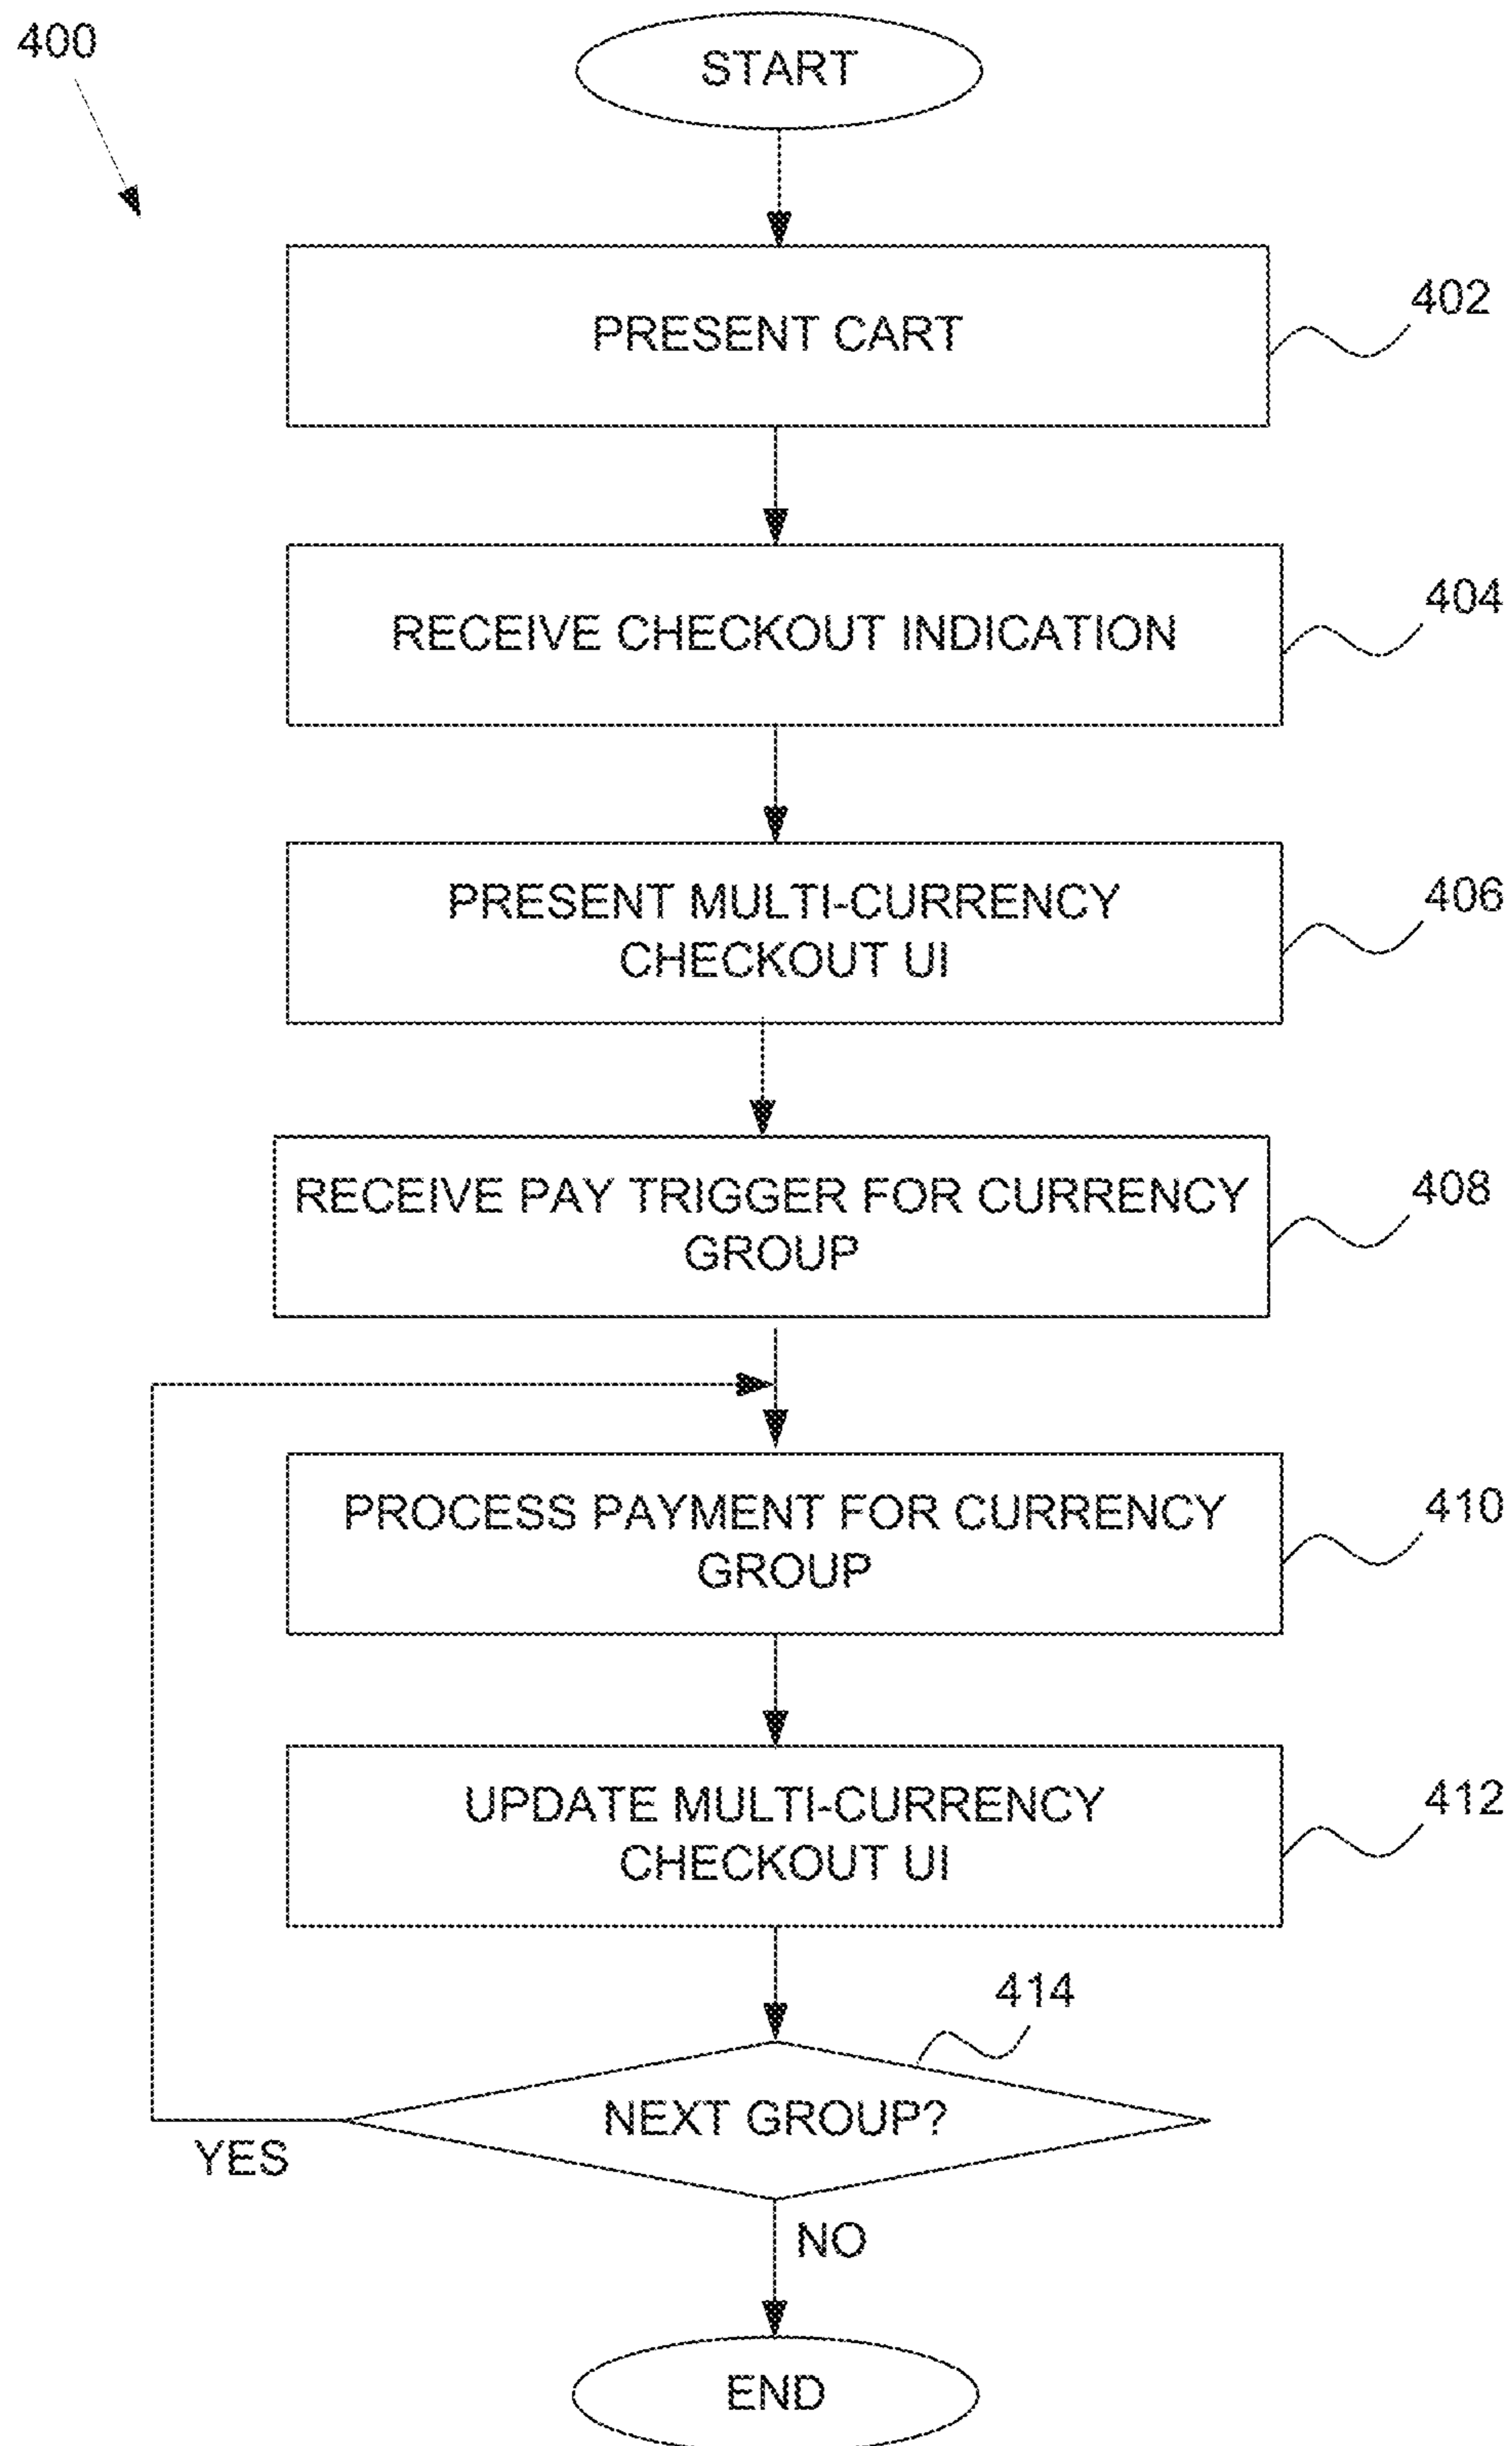 400
START
PRESENT CART
402
RECEIVE CHECKOUT INDICATION
404
PRESENT MULTI-CURRENCY
CHECKOUT UI
406
RECEIVE PAY TRIGGER FOR CURRENCY
GROUP
408
PROCESS PAYMENT FOR CURRENCY
GROUP
410
UPDATE MULTI-CURRENCY
CHECKOUT UI
412
414
NEXT GROUP?
YES
NO
END